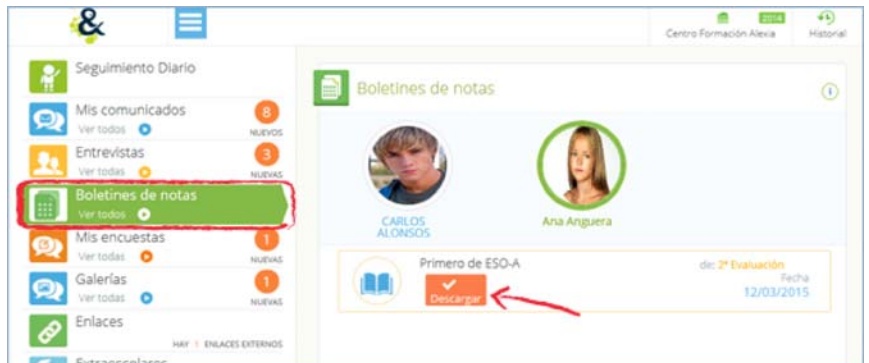 &
2014
Centro Formación Alexia
Historial
Seguimiento Diario
Mis comunicados
8
Ver todos
NUEVOS
Entrevistas
3
Ver todas
NUEVAS
Boletines de notas
Ver todos
Mis encuestas
1
Ver todas
NUEVAS
Galerías
1
Ver todas
NUEVAS
Enlaces
HAY 1 ENLACES EXTERNOS
Extraescolares
Boletines de notas
i
CARLOS
ALONSOS
Ana Anguera
Primero de ESO-A
Descargar
de: 2ª Evaluación
Fecha
12/03/2015